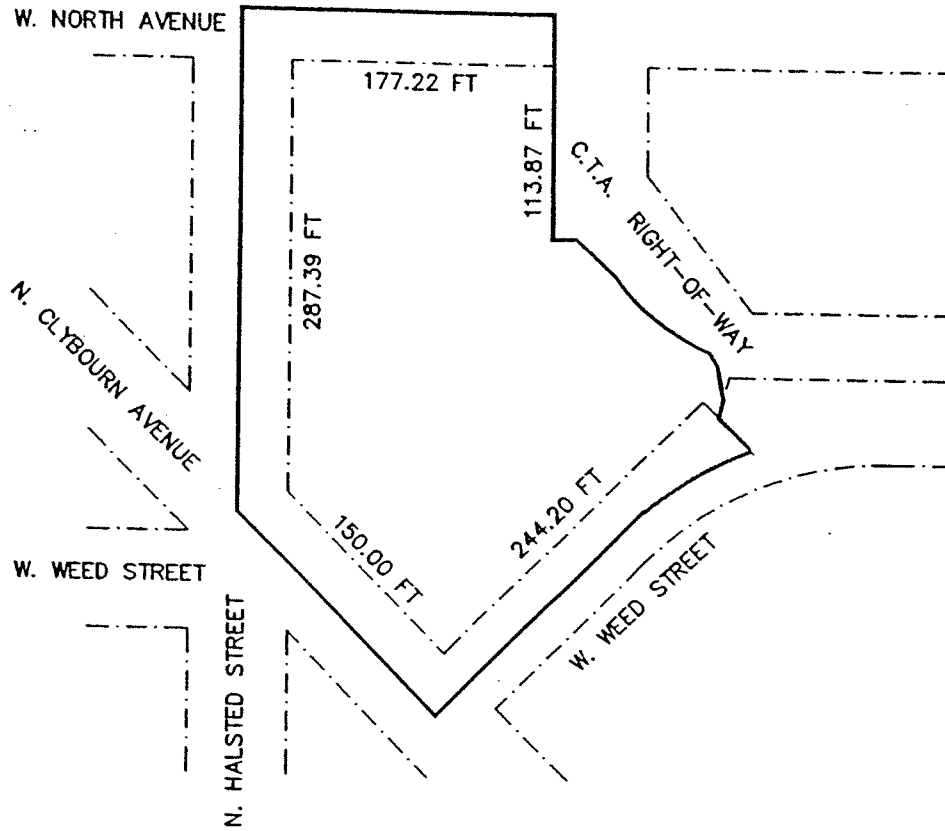 W. NORTH AVENUE
177.22 FT
113.87 FT
C.T.A. RIGHT-OF-WAY
287.39 FT
N. CLYBOURN AVENUE
244.20 FT
150.00 FT
W. WEED STREET
W. WEED STREET
N. HALSTED STREET